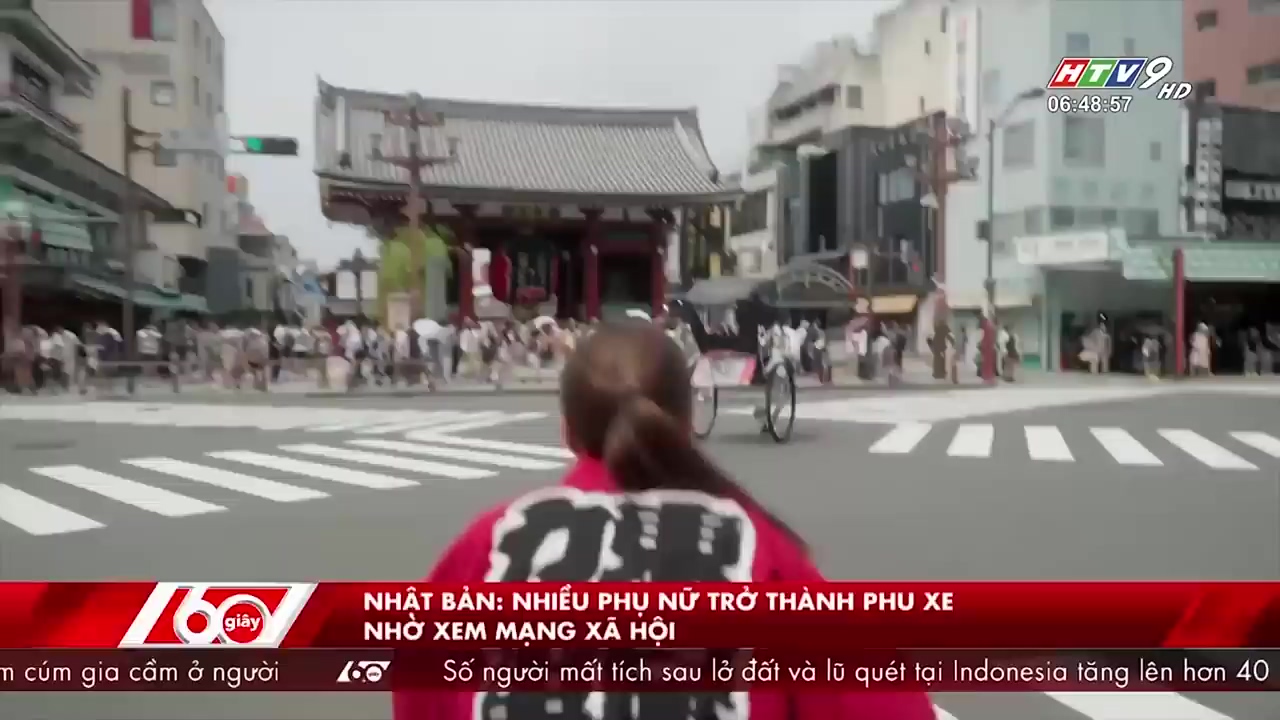 HTV9 HD
06:48:57
NHẬT BẢN: NHIỀU PHỤ NỮ TRỞ THÀNH PHU XE
60 giây
NHỜ XEM MẠNG XÃ HỘI
m cúm gia cầm ở người 60 Số người mất tích sau lở đất và lũ quét tại Indonesia tăng lên hơn 40